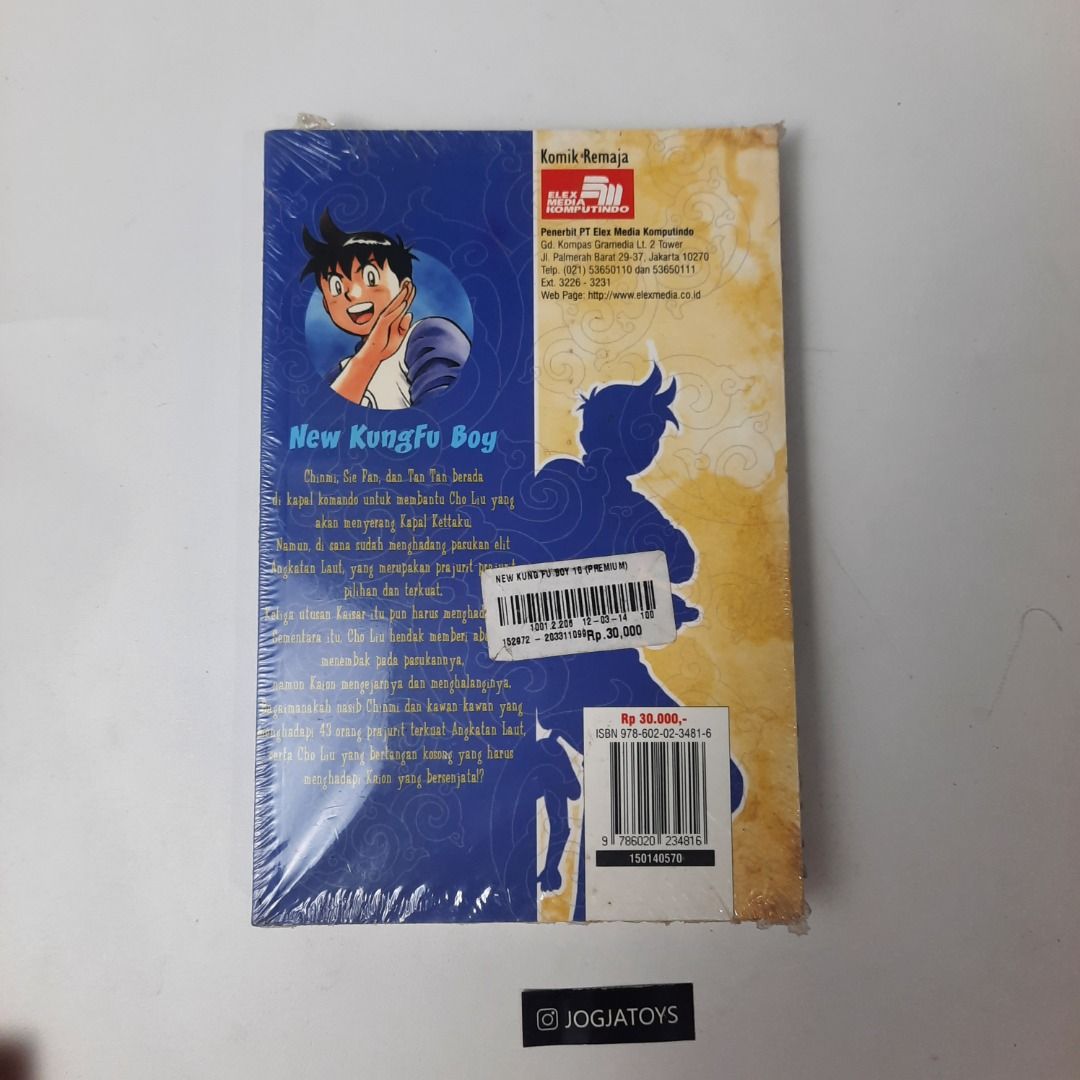 Komik Remaja
ELEX
MEDIA
KOMPUTINDO
Penerbit PT Elex Media Komputindo
Gd. Kompas Gramedia Lt. 2 Tower
Jl. Palmerah Barat 29-37, Jakarta 10270
Telp. (021) 53650110 dan 53650111
Ext. 3226 - 3231
Web Page: http://www.elexmedia.co.id
New KungFu Boy
Chinmi, Sie Fan, dan Tan Tan berada
di kapal komando untuk membantu Cho Liu yang
akan menyerang Kapal Kettaku.
Namun, di sana sudah menghadang pasukan elit
Angkatan Laut, yang merupakan prajurit
pilihan dan terkuat.
Ketiga utusan Kaisar itu pun harus
Sementara itu, Cho Liu hendak memberi
menembak pada pasukannya,
namun Kaion mengejarnya dan menghalanginya.
Bagaimanakah nasib Chinmi dan kawan kawan yang
menghadapi 43 orang prajurit terkuat Angkatan Laut,
serta Cho Liu yang bertangan kosong yang harus
menghadapi Kaion yang bersenjata!?
NEW KUNG FU BOY 10 (PREMIUM)
1001.2.206 12-03-14 100
152972 - 203311099 Rp.30,000
Rp 30.000,-
ISBN 978-602-02-3481-6
9 786020 234816
150140570
JOGJATOYS